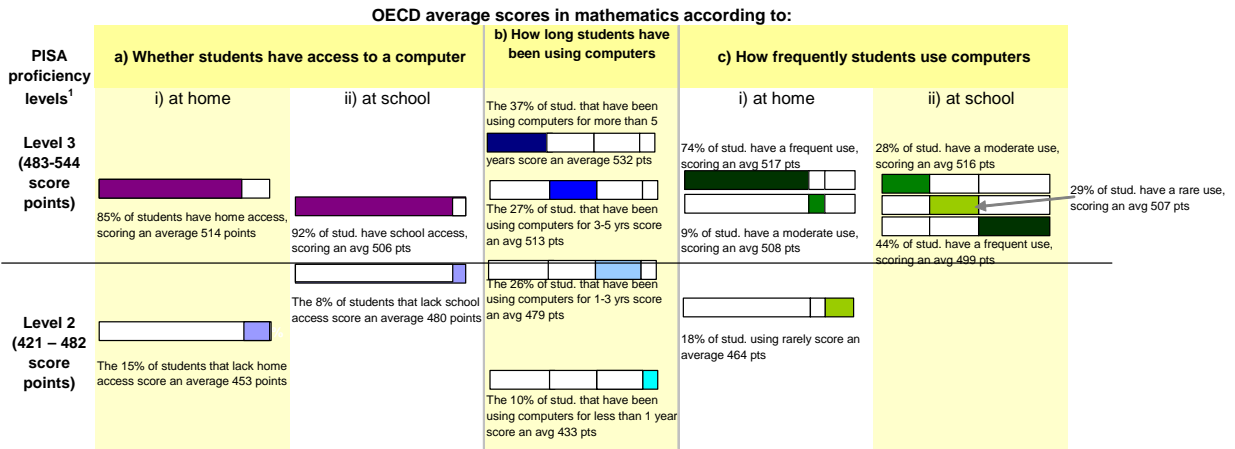 OECD average scores in mathematics according to:
PISA
proficiency
levels1
a) Whether students have access to a computer
b) How long students have
been using computers
c) How frequently students use computers
i) at home
ii) at school
i) at home
ii) at school
Level 3
(483-544
score
points)
85% of students have home access,
scoring an average 514 points
92% of stud. have school access,
scoring an avg 506 pts
The 37% of stud. that have been
using computers for more than 5
years score an average 532 pts
The 27% of stud. that have been
using computers for 3-5 yrs score
an avg 513 pts
74% of stud. have a frequent use,
scoring an avg 517 pts
9% of stud. have a moderate use,
scoring an avg 508 pts
28% of stud. have a moderate use,
scoring an avg 516 pts
29% of stud. have a rare use,
scoring an avg 507 pts
44% of stud. have a frequent use,
scoring an avg 499 pts
Level 2
(421 – 482
score
points)
The 15% of students that lack home
access score an average 453 points
The 8% of students that lack school
access score an average 480 points
The 26% of stud. that have been
using computers for 1-3 yrs score
an avg 479 pts
The 10% of stud. that have been
using computers for less than 1 year
score an avg 433 pts
18% of stud. using rarely score an
average 464 pts